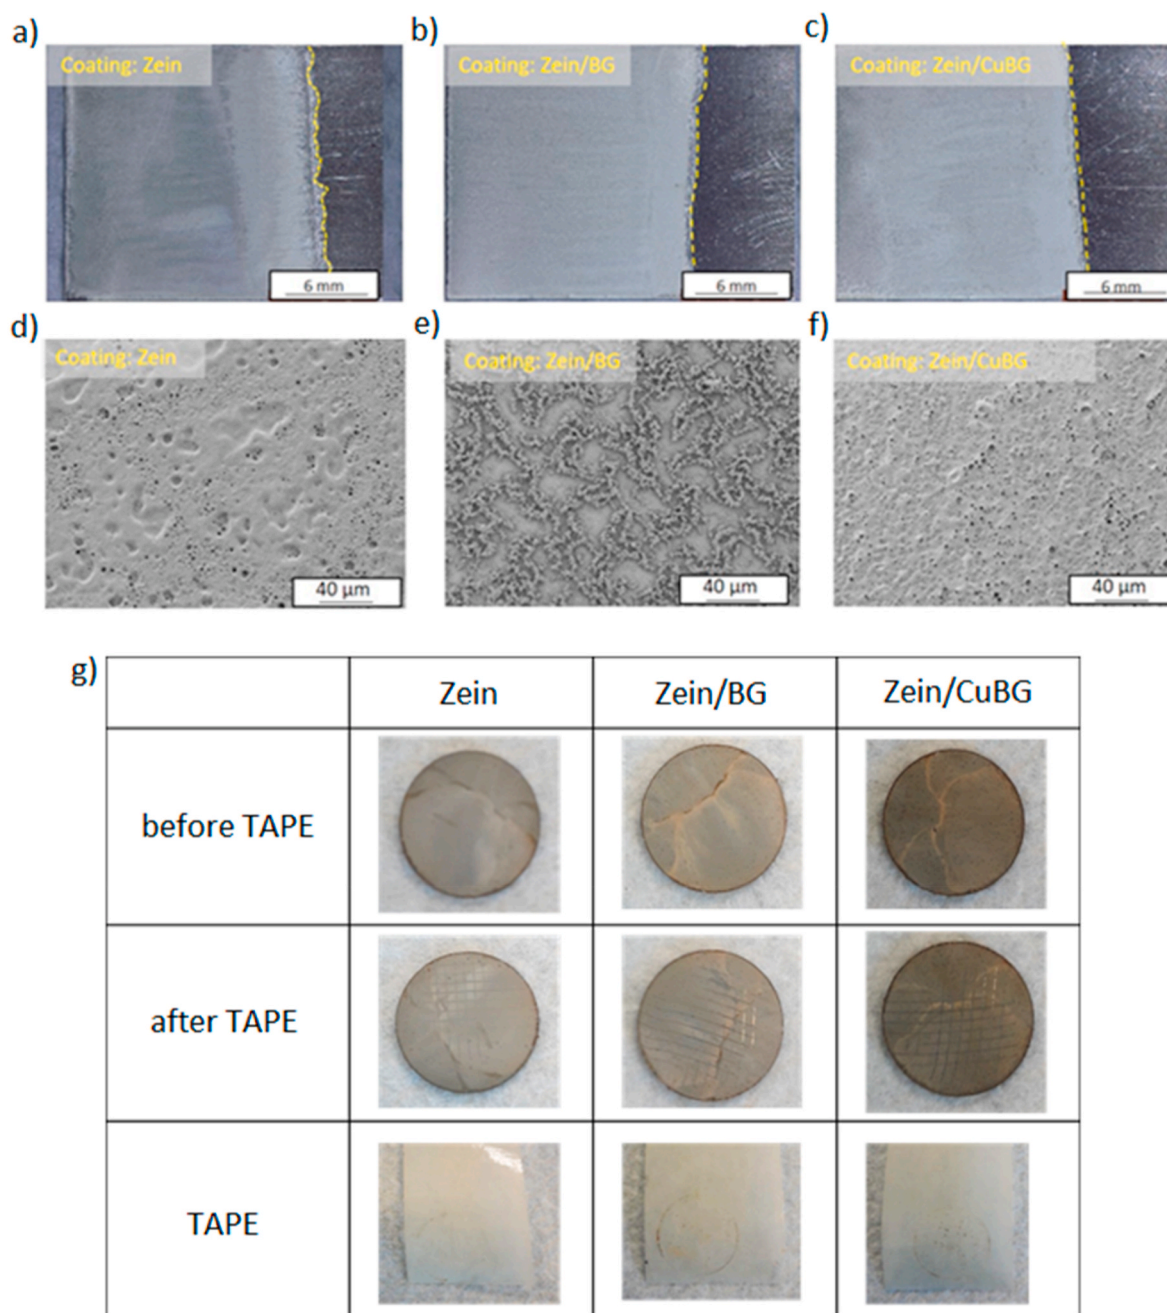 a)
Coating: Zein
6 mm
b)
Coating: Zein/BG
6 mm
c)
Coating: Zein/CuBG
6 mm
d)
Coating: Zein
40 µm
e)
Coating: Zein/BG
40 µm
f)
Coating: Zein/CuBG
40 µm
g)
Zein
Zein/BG
Zein/CuBG
before TAPE
after TAPE
TAPE